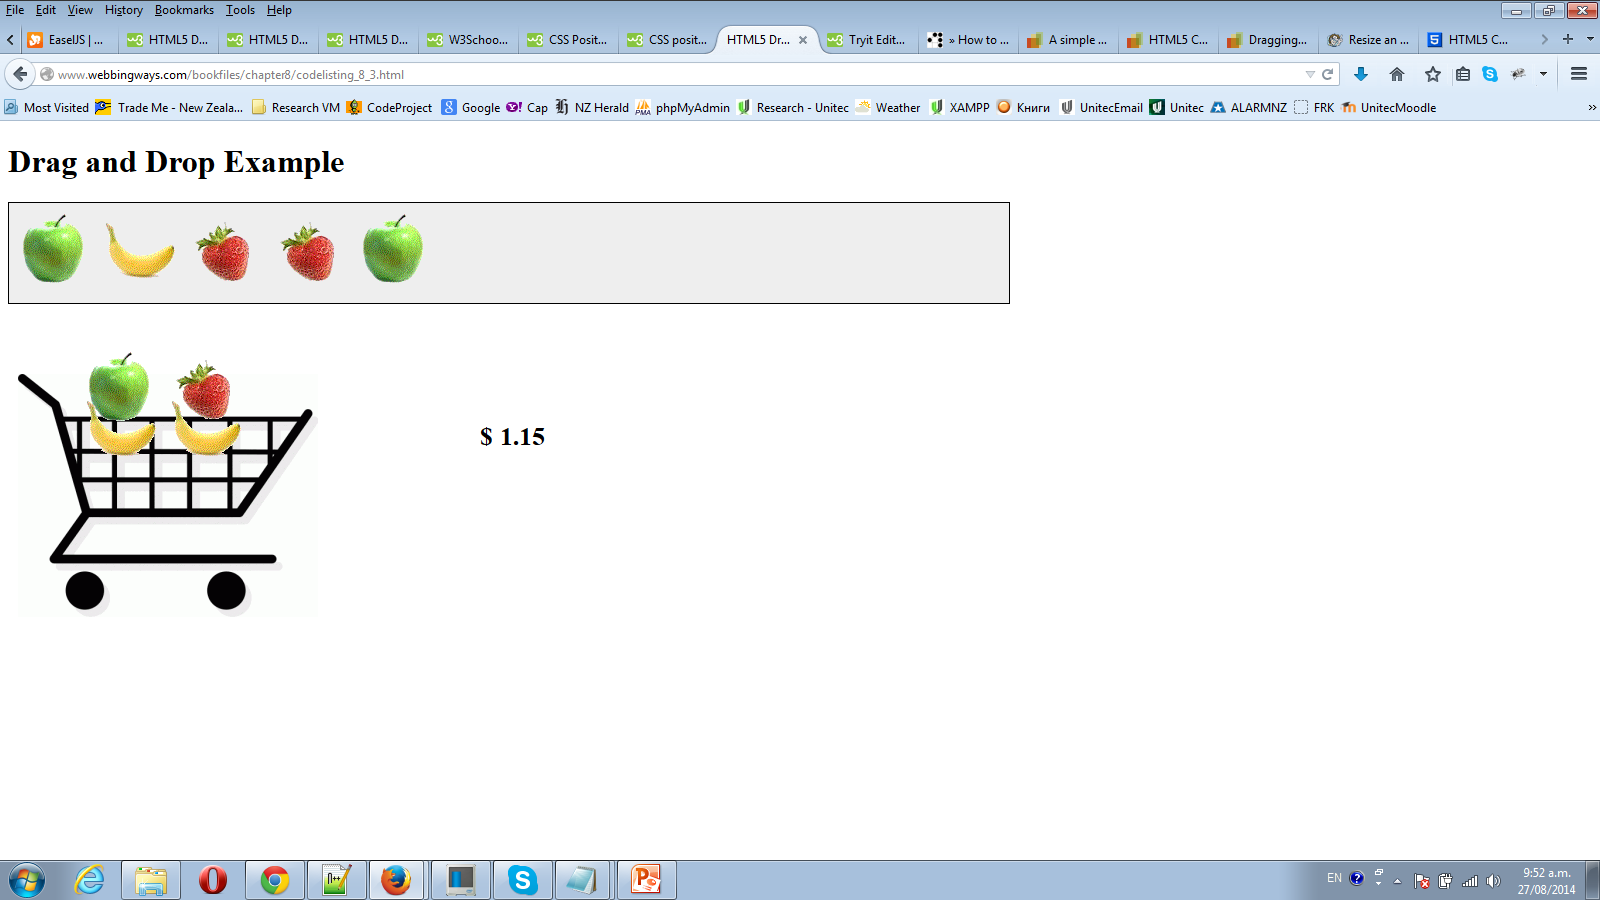 File Edit View History Bookmarks Tools Help
EaselJS | ... HTML5 D... HTML5 D... HTML5 D... W3Schoo... CSS Posit... CSS posit... HTML5 Dr... Tryit Edit... » How to ... A simple ... HTML5 C... Dragging... Resize an ... HTML5 C...
www.webbingways.com/bookfiles/chapter8/codelisting_8_3.html
Most Visited Trade Me - New Zeala... Research VM CodeProject Google Cap NZ Herald phpMyAdmin Research - Unitec Weather XAMPP Книги UnitecEmail Unitec ALARMNZ FRK UnitecMoodle »
Drag and Drop Example
$ 1.15
EN 9:52 a.m.
27/08/2014